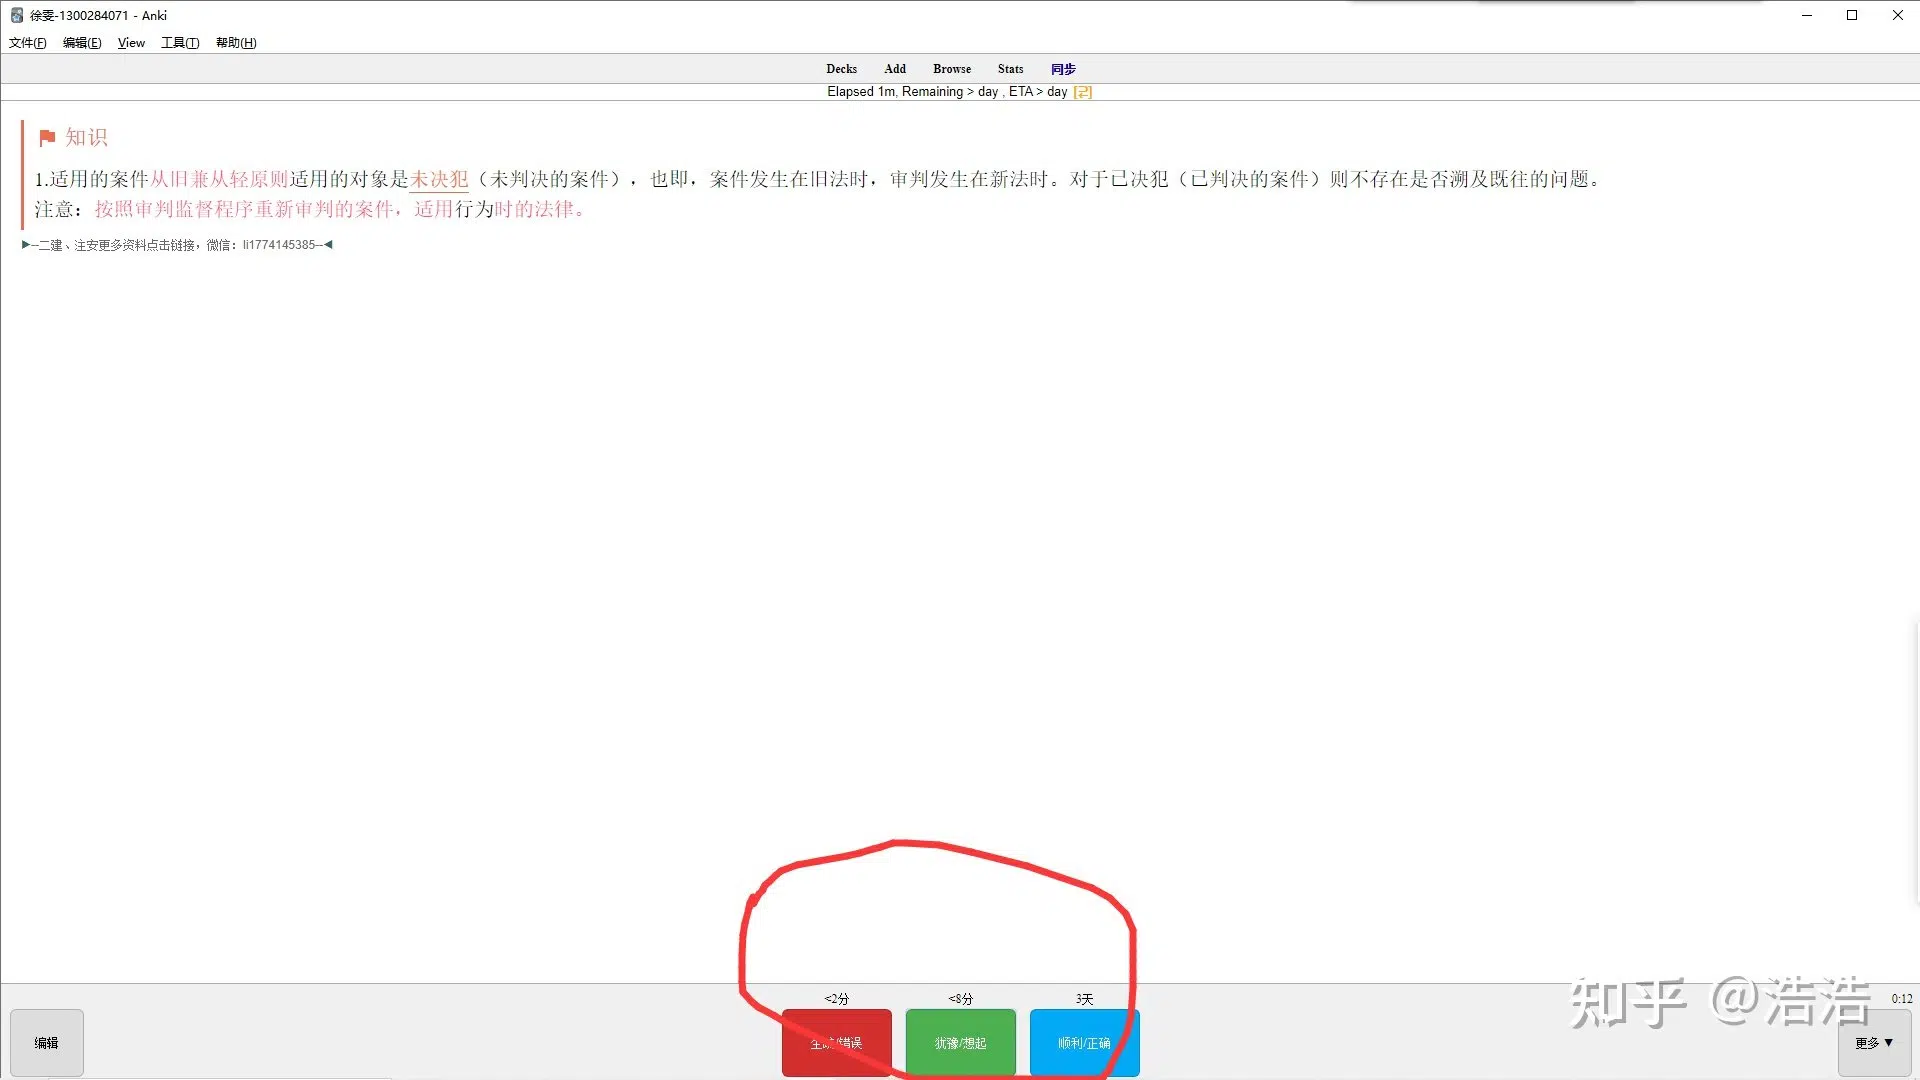 徐雯-1300284071 - Anki
文件(F) 编辑(E) View 工具(T) 帮助(H)
Decks Add Browse Stats 同步
Elapsed 1m, Remaining > day , ETA > day
知识
1.适用的案件从旧兼从轻原则适用的对象是未决犯（未判决的案件），也即，案件发生在旧法时，审判发生在新法时。对于已决犯（已判决的案件）则不存在是否溯及既往的问题。
注意：按照审判监督程序重新审判的案件，适用行为时的法律。
▶--二建、注安更多资料点击链接，微信：li1774145385--◀
<2分 <8分 3天 0:12
编辑 错误 犹豫/想起 顺利/正确 更多▼
知乎 @浩浩